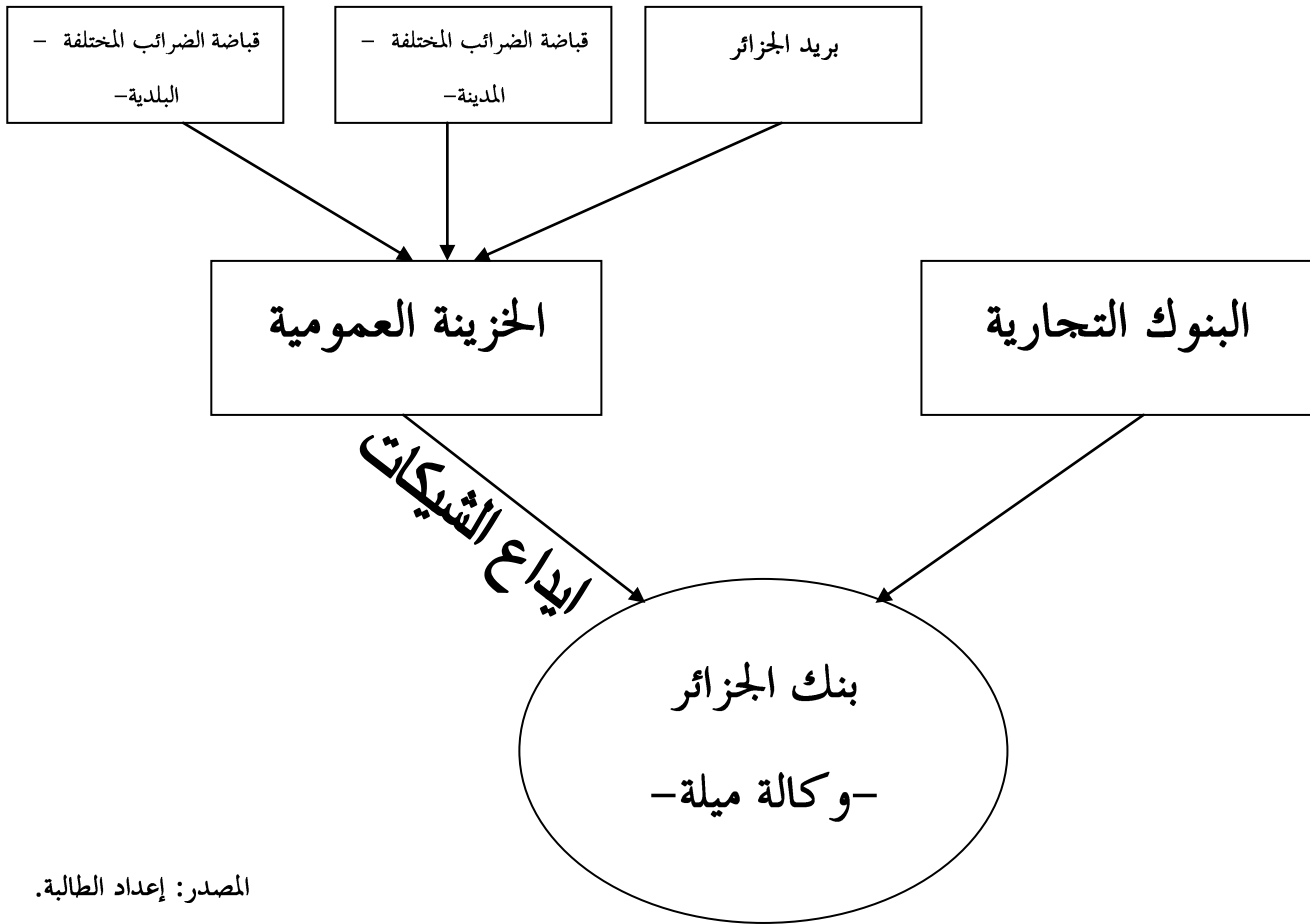 بريد الجزائر
قباضة الضرائب المختلفة –
المدينة–
قباضة الضرائب المختلفة –
البلدية–
البنوك التجارية
الخزينة العمومية
ايداع الشيكات
بنك الجزائر
–وكالة ميلة–
المصدر: إعداد الطالبة.